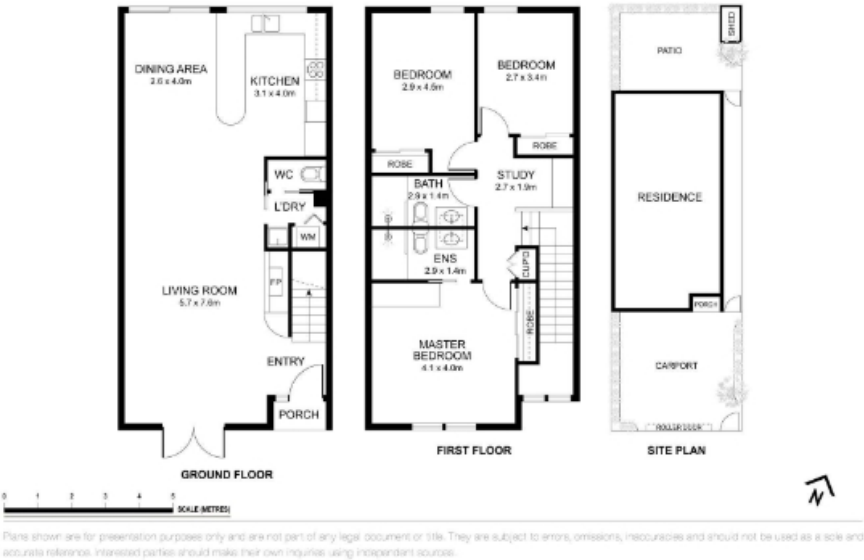 DINING AREA
2.6 x 4.0m
KITCHEN
3.1 x 4.0m
WC
L'DRY
WM
LIVING ROOM
5.7 x 7.6m
FP
ENTRY
PORCH
GROUND FLOOR
BEDROOM
2.9 x 4.5m
BEDROOM
2.7 x 3.4m
ROBE
ROBE
BATH
2.9 x 1.4m
STUDY
2.7 x 1.9m
ENS
2.9 x 1.4m
CUPD
ROBE
MASTER
BEDROOM
4.1 x 4.0m
FIRST FLOOR
SHED
PATIO
RESIDENCE
PORCH
CARPORT
ROLLER DOOR
SITE PLAN
0 1 2 3 4 5
SCALE (METRES)
N
Plans shown are for presentation purposes only and are not part of any legal document or title. They are subject to errors, omissions, inaccuracies and should not be used as a sole and
accurate reference. Interested parties should make their own inquiries using independent sources.